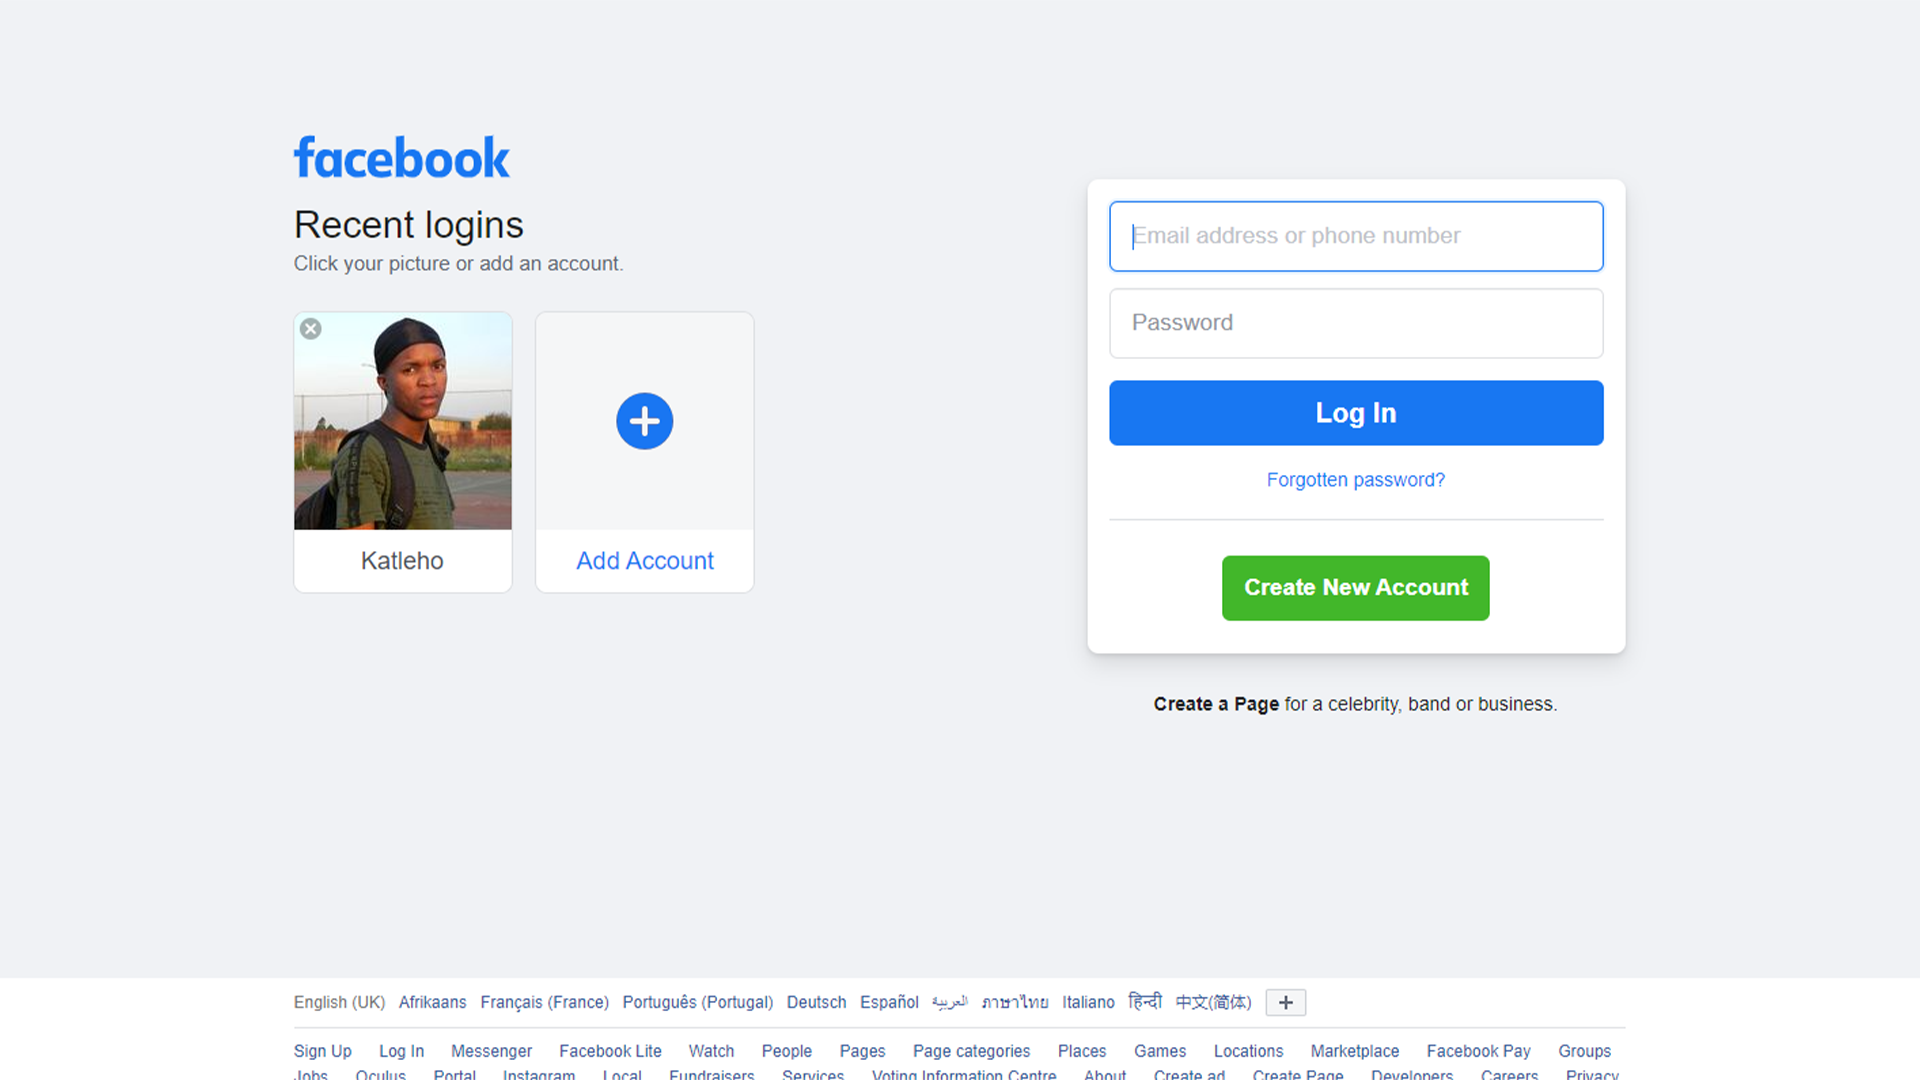 facebook
Recent logins
Click your picture or add an account.
Katleho
Add Account
Email address or phone number
Password
Log In
Forgotten password?
Create New Account
Create a Page for a celebrity, band or business.
English (UK) Afrikaans Français (France) Português (Portugal) Deutsch Español العربية ภาษาไทย Italiano हिन्दी 中文(简体)
Sign Up Log In Messenger Facebook Lite Watch People Pages Page categories Places Games Locations Marketplace Facebook Pay Groups
Jobs Oculus Portal Instagram Local Fundraisers Services Voting Information Centre About Create ad Create Page Developers Careers Privacy